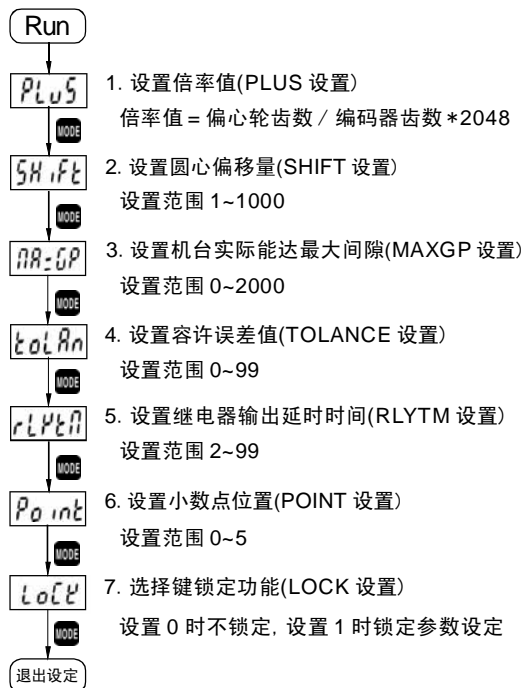 Run
PLuS
1. 设置倍率值(PLUS 设置)
倍率值 = 偏心轮齿数 / 编码器齿数 *2048
MODE
SHiFt
2. 设置圆心偏移量(SHIFT 设置)
设置范围 1~1000
MODE
3. 设置机台实际能达最大间隙(MAXGP 设置)
设置范围 0~2000
MODE
toLAn
4. 设置容许误差值(TOLANCE 设置)
设置范围 0~99
MODE
rLYtM
5. 设置继电器输出延时时间(RLYTM 设置)
设置范围 2~99
MODE
Point
6. 设置小数点位置(POINT 设置)
设置范围 0~5
MODE
LoCK
7. 选择键锁定功能(LOCK 设置)
设置 0 时不锁定, 设置 1 时锁定参数设定
MODE
退出设定